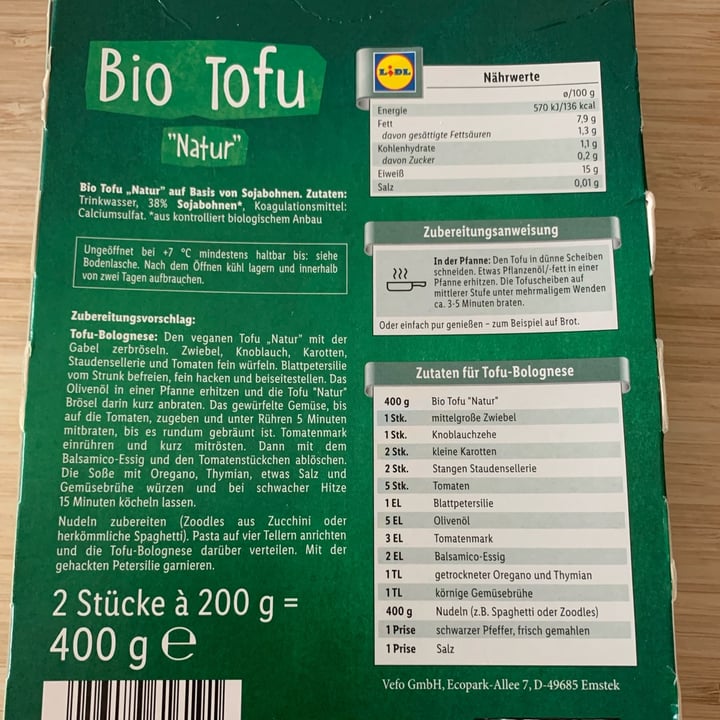 Bio Tofu
"Natur"
Bio Tofu „Natur" auf Basis von Sojabohnen. Zutaten:
Trinkwasser, 38% Sojabohnen*, Koagulationsmittel:
Calciumsulfat. *aus kontrolliert biologischem Anbau
Ungeöffnet bei +7 °C mindestens haltbar bis: siehe
Bodenlasche. Nach dem Öffnen kühl lagern und innerhalb
von zwei Tagen aufbrauchen.
Zubereitungsvorschlag:
Tofu-Bolognese: Den veganen Tofu „Natur" mit der
Gabel zerbröseln. Zwiebel, Knoblauch, Karotten,
Staudensellerie und Tomaten fein würfeln. Blattpetersilie
vom Strunk befreien, fein hacken und beiseitestellen. Das
Olivenöl in einer Pfanne erhitzen und die Tofu "Natur"
Brösel darin kurz anbraten. Das gewürfelte Gemüse, bis
auf die Tomaten, zugeben und unter Rühren 5 Minuten
mitbraten, bis es rundum gebräunt ist. Tomatenmark
einrühren und kurz mitrösten. Dann mit dem
Balsamico-Essig und den Tomatenstückchen ablöschen.
Die Soße mit Oregano, Thymian, etwas Salz und
Gemüsebrühe würzen und bei schwacher Hitze
15 Minuten köcheln lassen.
Nudeln zubereiten (Zoodles aus Zucchini oder
herkömmliche Spaghetti). Pasta auf vier Tellern anrichten
und die Tofu-Bolognese darüber verteilen. Mit der
gehackten Petersilie garnieren.
2 Stücke à 200 g =
400 g e
LIDL
Nährwerte
ø/100 g
Energie 570 kJ/136 kcal
Fett 7,9 g
davon gesättigte Fettsäuren 1,3 g
Kohlenhydrate 1,1 g
davon Zucker 0,2 g
Eiweiß 15 g
Salz 0,01 g
Zubereitungsanweisung
In der Pfanne: Den Tofu in dünne Scheiben
schneiden. Etwas Pflanzenöl/-fett in einer
Pfanne erhitzen. Die Tofuscheiben auf
mittlerer Stufe unter mehrmaligem Wenden
ca. 3-5 Minuten braten.
Oder einfach pur genießen – zum Beispiel auf Brot.
Zutaten für Tofu-Bolognese
400 g Bio Tofu "Natur"
1 Stk. mittelgroße Zwiebel
1 Stk. Knoblauchzehe
2 Stk. kleine Karotten
2 Stk. Stangen Staudensellerie
5 Stk. Tomaten
1 EL Blattpetersilie
5 EL Olivenöl
3 EL Tomatenmark
2 EL Balsamico-Essig
1 TL getrockneter Oregano und Thymian
1 TL körnige Gemüsebrühe
400 g Nudeln (z.B. Spaghetti oder Zoodles)
1 Prise schwarzer Pfeffer, frisch gemahlen
1 Prise Salz
Vefo GmbH, Ecopark-Allee 7, D-49685 Emstek